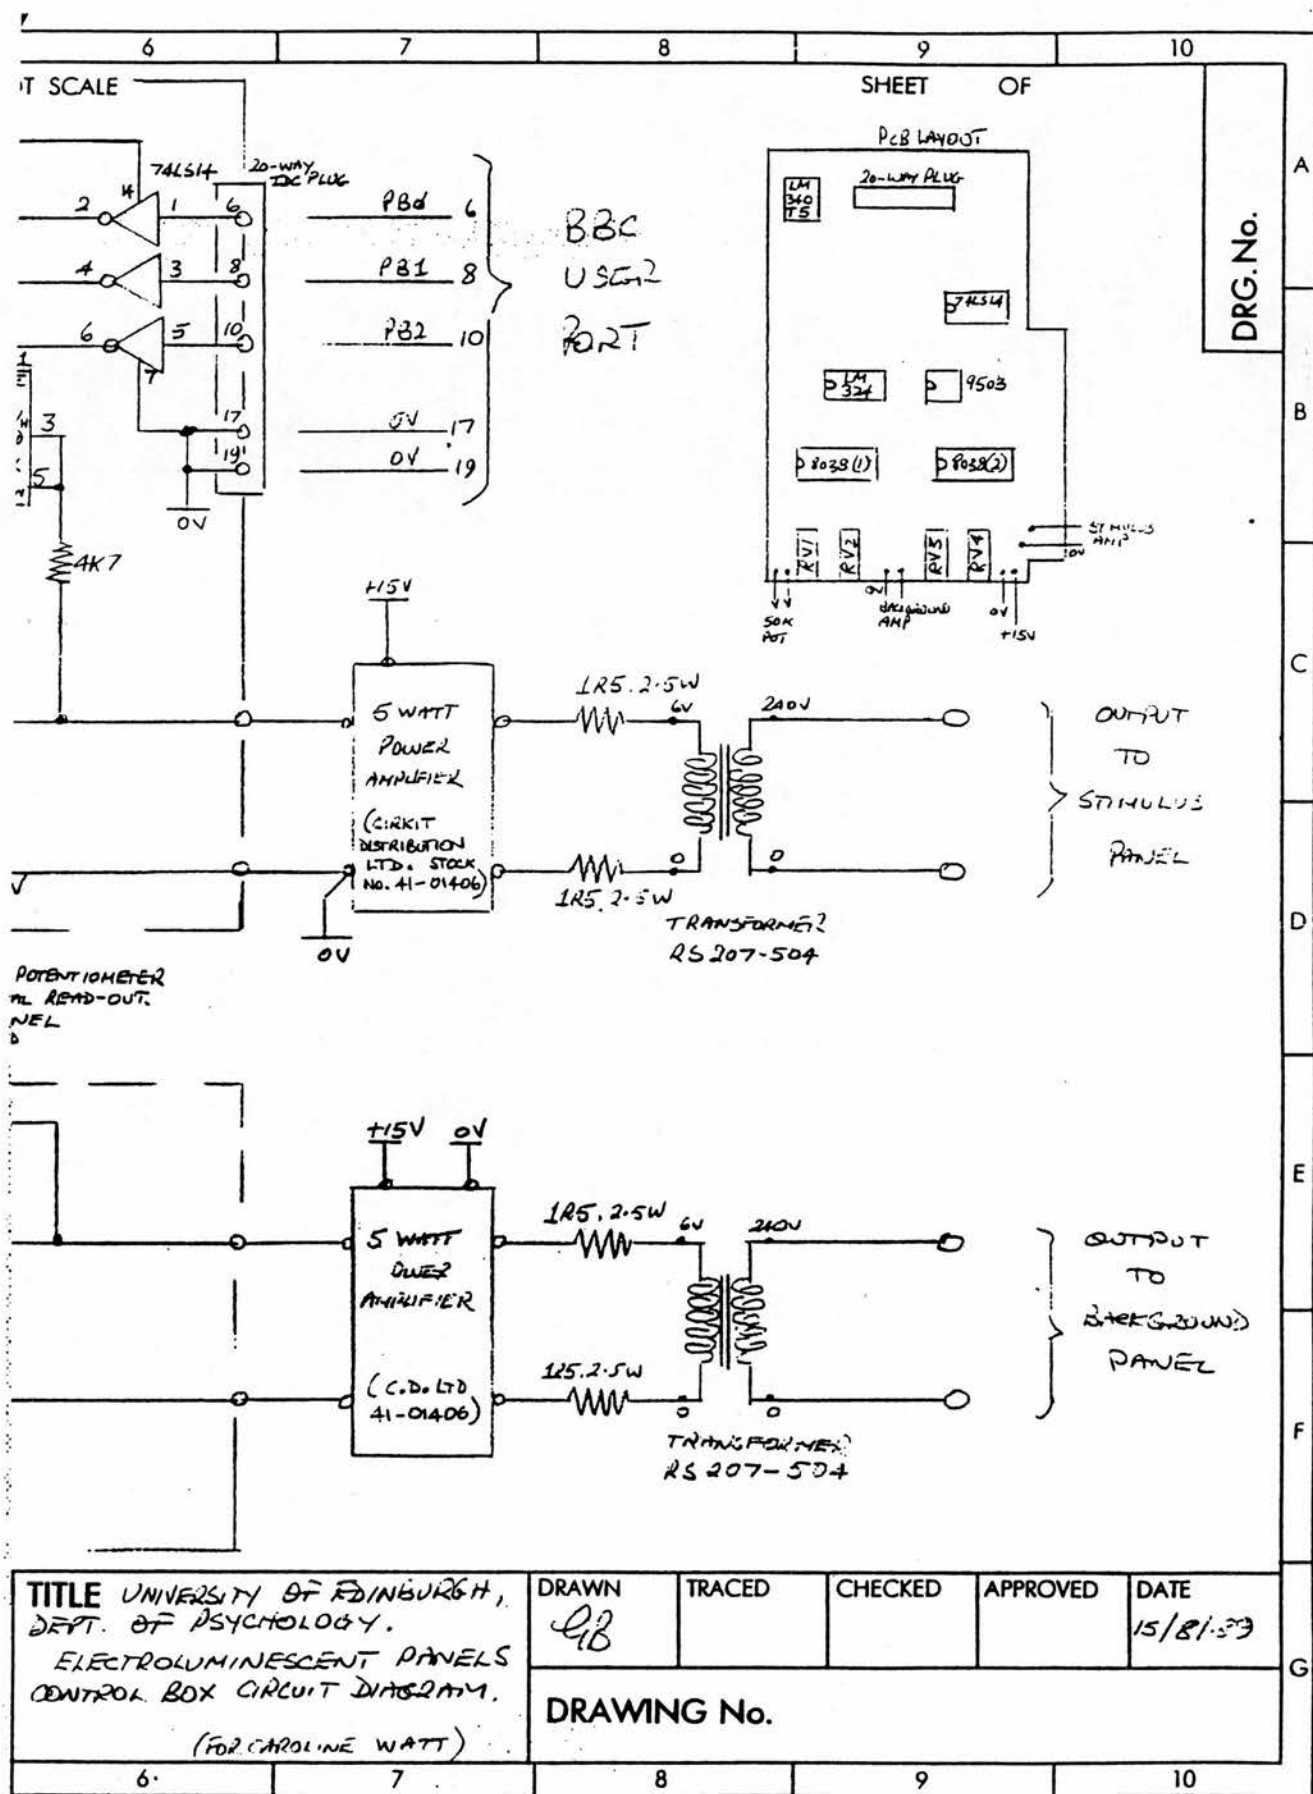 6 7 8 9 10
SCALE
SHEET OF
A
B
C
D
E
F
G
DRG. No.
74LS14
20-WAY
IDC PLUG
14
2 1 6
4 3 8
6 5 10
7
17
19
0V
3
5
4K7
PB0 6
PB1 8
PB2 10
0V 17
0V 19
BBC
USER
PORT
PCB LAYOUT
LM
340
T5
20-WAY PLUG
74LS14
LM
324
9503
8038(1)
8038(2)
RV1
RV2
RV3
RV4
STIMULUS
AMP
0V
50K
POT
0V
BACKGROUND
AMP
0V
+15V
+15V
5 WATT
POWER
AMPLIFIER
(CIRKIT
DISTRIBUTION
LTD. STOCK
No. 41-01406)
0V
1R5. 2.5W
6V
240V
0
0
1R5. 2.5W
TRANSFORMER
RS 207-504
OUTPUT
TO
STIMULUS
PANEL
POTENTIOMETER
READ-OUT.
+15V 0V
5 WATT
AMPLIFIER
(C.D. LTD
41-01406)
1R5. 2.5W
6V
240V
1R5. 2.5W
0
0
TRANSFORMER
RS 207-504
OUTPUT
TO
BACKGROUND
PANEL
TITLE UNIVERSITY OF EDINBURGH,
DEPT. OF PSYCHOLOGY.
ELECTROLUMINESCENT PANELS
CONTROL BOX CIRCUIT DIAGRAM.
(FOR CAROLINE WATT)
DRAWN
GB
TRACED
CHECKED
APPROVED
DATE
DRAWING No.
6. 7 8 9 10